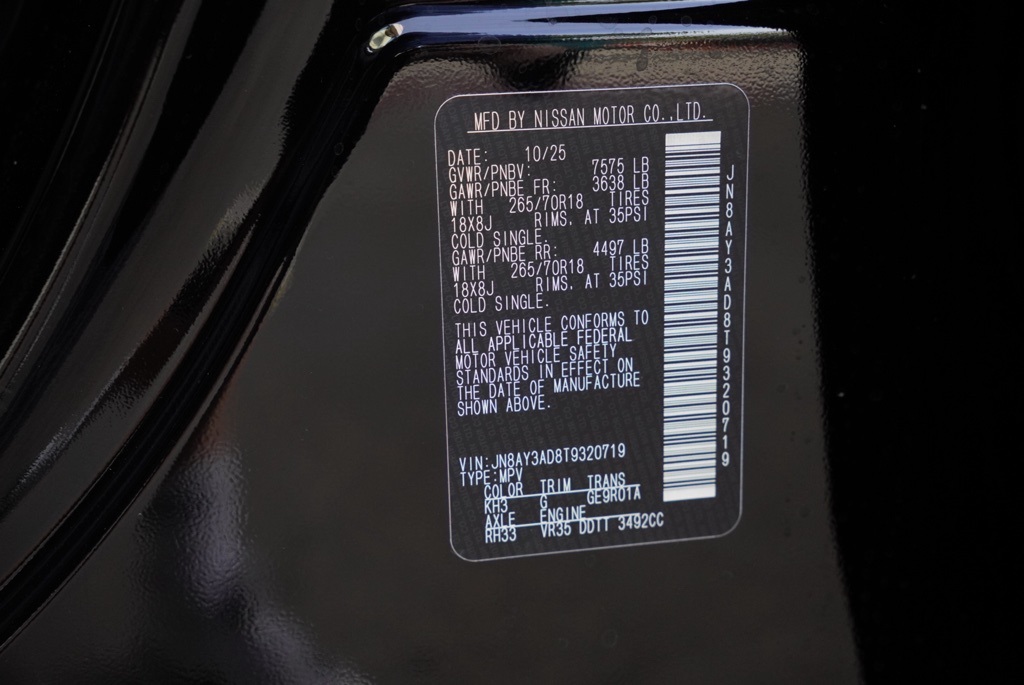 MFD BY NISSAN MOTOR CO.,LTD.
DATE: 10/25
GVWR/PNBV: 7575 LB
GAWR/PNBE FR: 3638 LB
WITH 265/70R18 TIRES
18X8J RIMS. AT 35PSI
COLD SINGLE.
GAWR/PNBE RR: 4497 LB
WITH 265/70R18 TIRES
18X8J RIMS. AT 35PSI
COLD SINGLE.
THIS VEHICLE CONFORMS TO
ALL APPLICABLE FEDERAL
MOTOR VEHICLE SAFETY
STANDARDS IN EFFECT ON
THE DATE OF MANUFACTURE
SHOWN ABOVE.
VIN:JN8AY3AD8T9320719
TYPE:MPV
COLOR TRIM TRANS
KH3 G GE9R01A
AXLE ENGINE
RH33 VR35 DDTT 3492CC
JN8AY3AD8T9320719